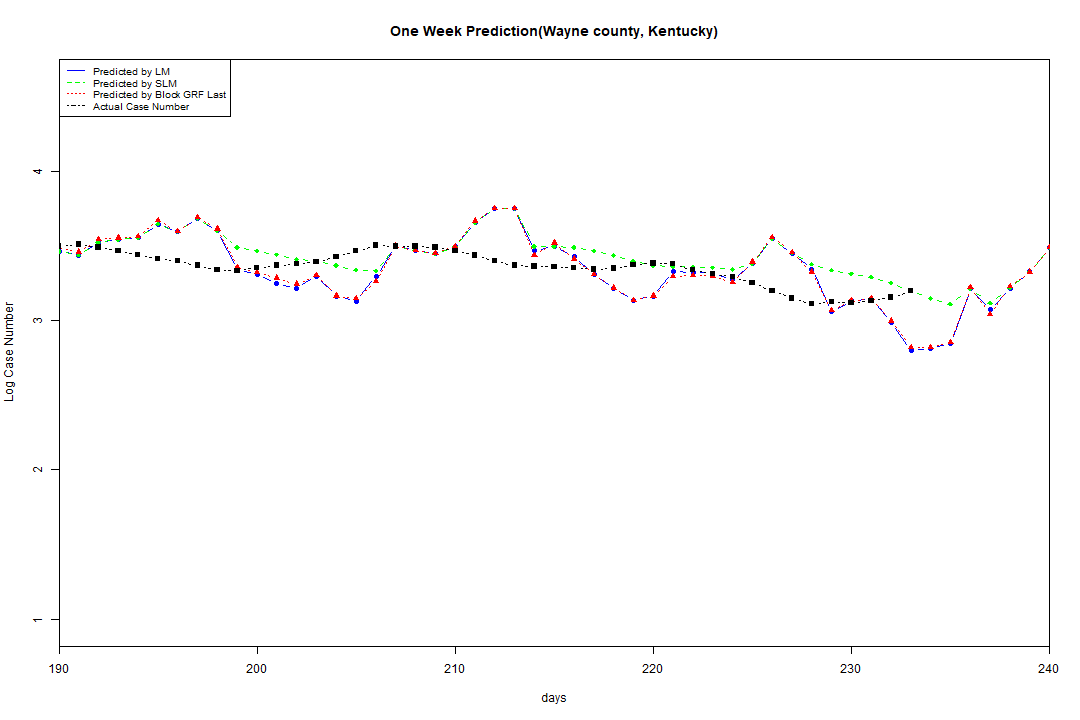 One Week Prediction(Wayne county, Kentucky)
Predicted by LM
Predicted by SLM
Predicted by Block GRF Last
Actual Case Number
4
3
2
1
Log Case Number
190 200 210 220 230 240
days